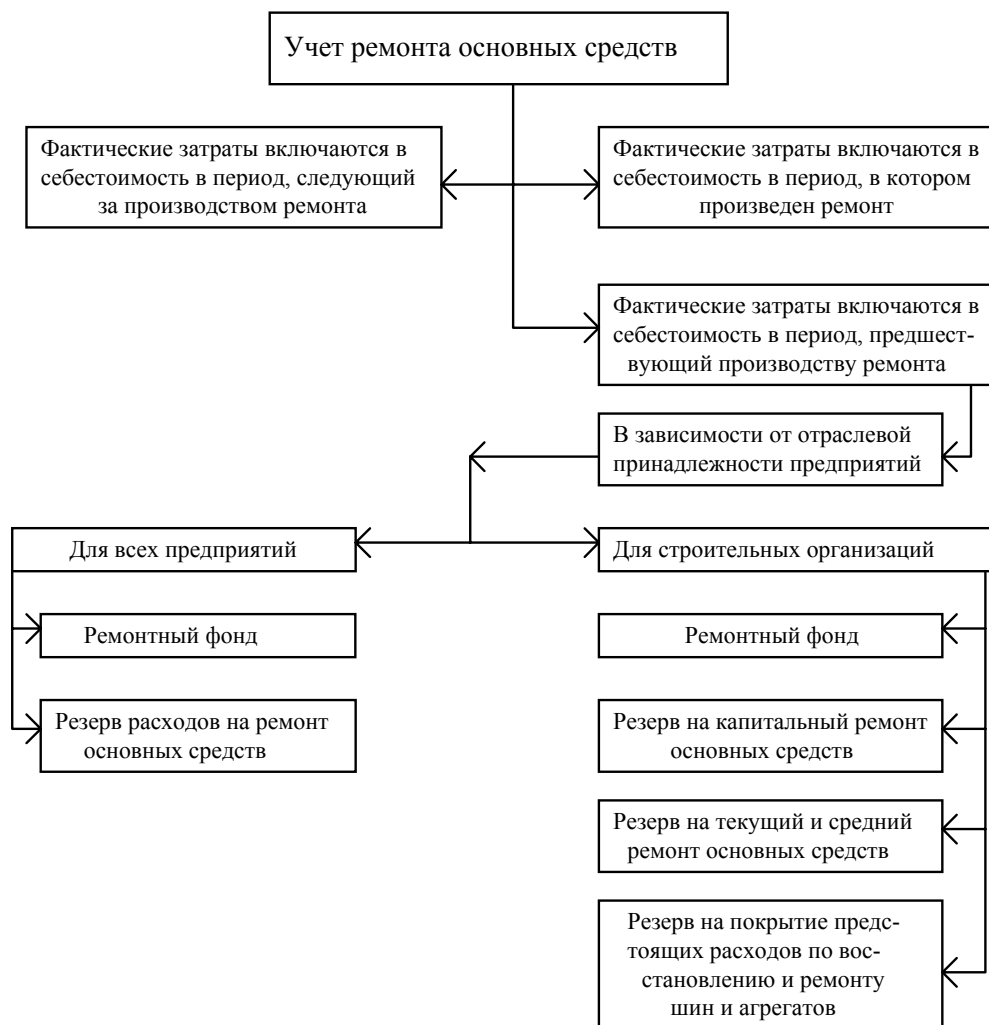 Учет ремонта основных средств
Фактические затраты включаются в
себестоимость в период, следующий
за производством ремонта
Фактические затраты включаются в
себестоимость в период, в котором
произведен ремонт
Фактические затраты включаются в
себестоимость в период, предшест-
вующий производству ремонта
В зависимости от отраслевой
принадлежности предприятий
Для всех предприятий
Для строительных организаций
Ремонтный фонд
Ремонтный фонд
Резерв расходов на ремонт
основных средств
Резерв на капитальный ремонт
основных средств
Резерв на текущий и средний
ремонт основных средств
Резерв на покрытие предс-
тоящих расходов по вос-
становлению и ремонту
шин и агрегатов